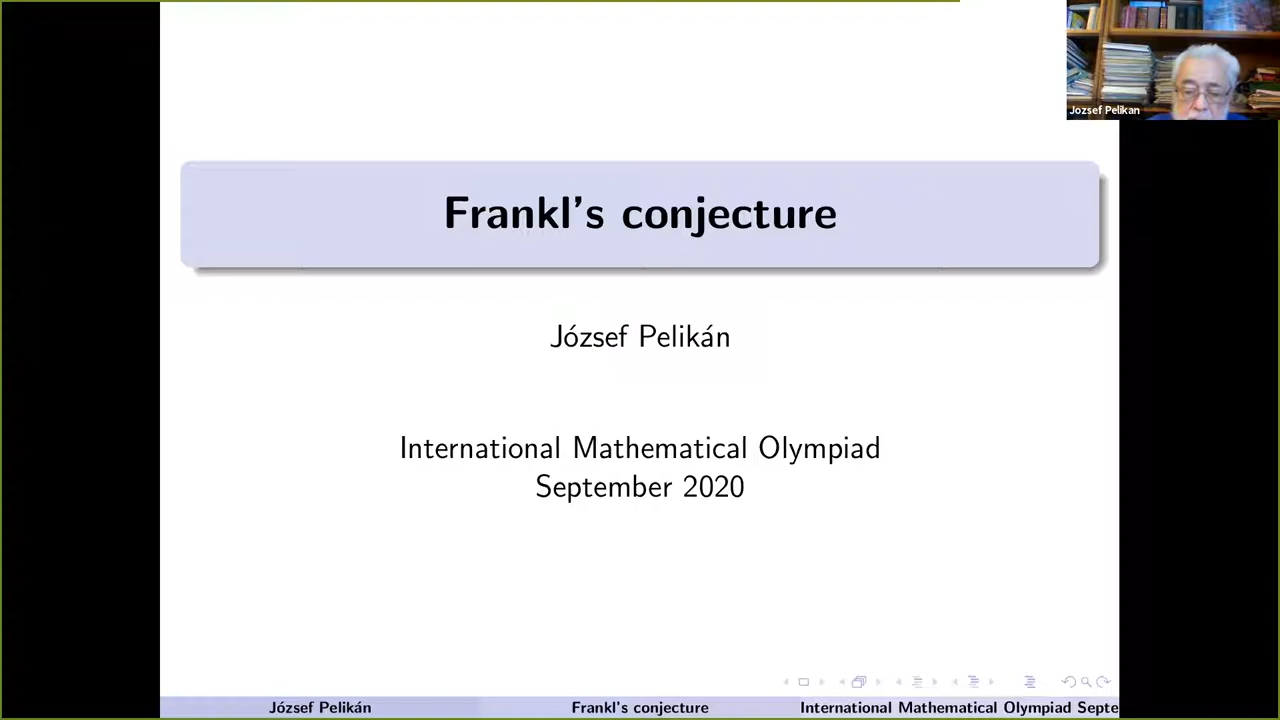 Jozsef Pelikan
Frankl's conjecture
József Pelikán
International Mathematical Olympiad
September 2020
József Pelikán
Frankl's conjecture
International Mathematical Olympiad Septe